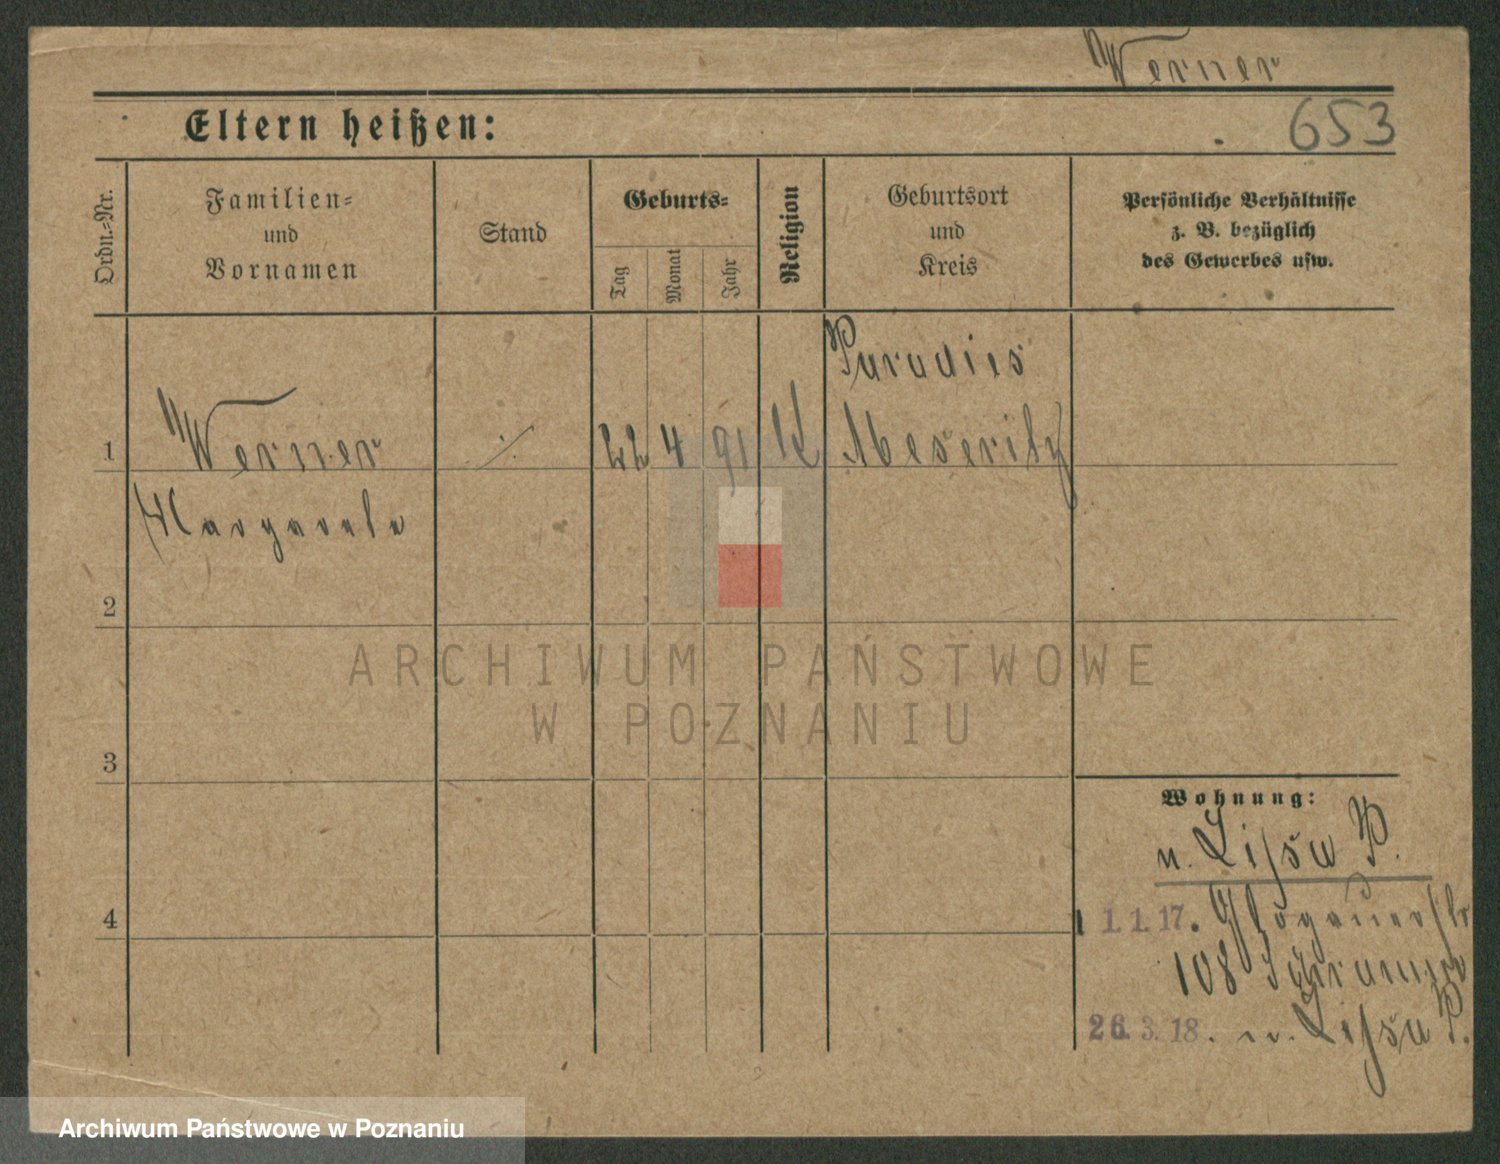 Werner
Eltern heißen:
653
Ordn.-Nr.
Familien-
und
Vornamen
Stand
Geburts-
Tag
Monat
Jahr
Religion
Geburtsort
und
Kreis
Persönliche Verhältnisse
z. B. bezüglich
des Gewerbes usw.
Paradies
1 Werner ./. 22 4 91 K Meseritz
Margarete
2
3
4
Wohnung:
n. Lissa P.
1. 1. 17. Glogauerstr
108 Schramm
26. 3. 18. n. Lissa P.
ARCHIWUM PAŃSTWOWE
W POZNANIU
Archiwum Państwowe w Poznaniu